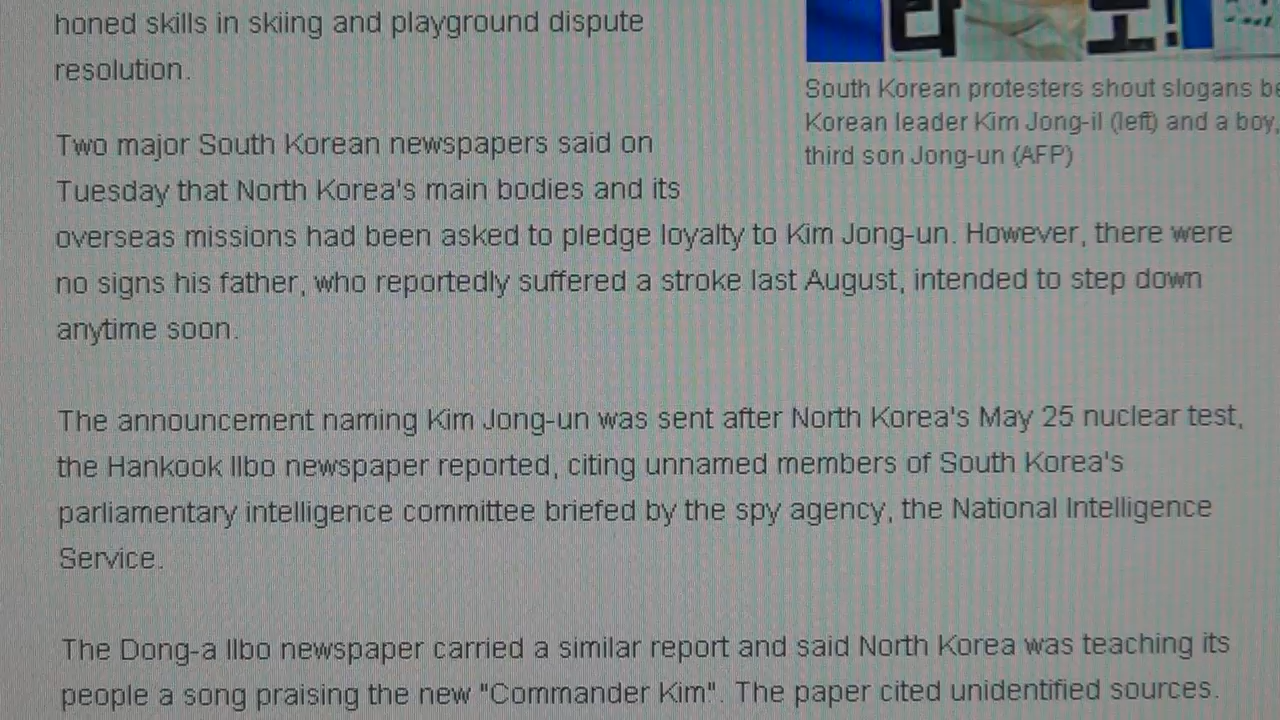 honed skills in skiing and playground dispute
resolution.
Two major South Korean newspapers said on
Tuesday that North Korea's main bodies and its
overseas missions had been asked to pledge loyalty to Kim Jong-un. However, there were
no signs his father, who reportedly suffered a stroke last August, intended to step down
anytime soon.
The announcement naming Kim Jong-un was sent after North Korea's May 25 nuclear test,
the Hankook Ilbo newspaper reported, citing unnamed members of South Korea's
parliamentary intelligence committee briefed by the spy agency, the National Intelligence
Service.
The Dong-a Ilbo newspaper carried a similar report and said North Korea was teaching its
people a song praising the new "Commander Kim". The paper cited unidentified sources.
South Korean protesters shout slogans
Korean leader Kim Jong-il (left) and a boy,
third son Jong-un (AFP)